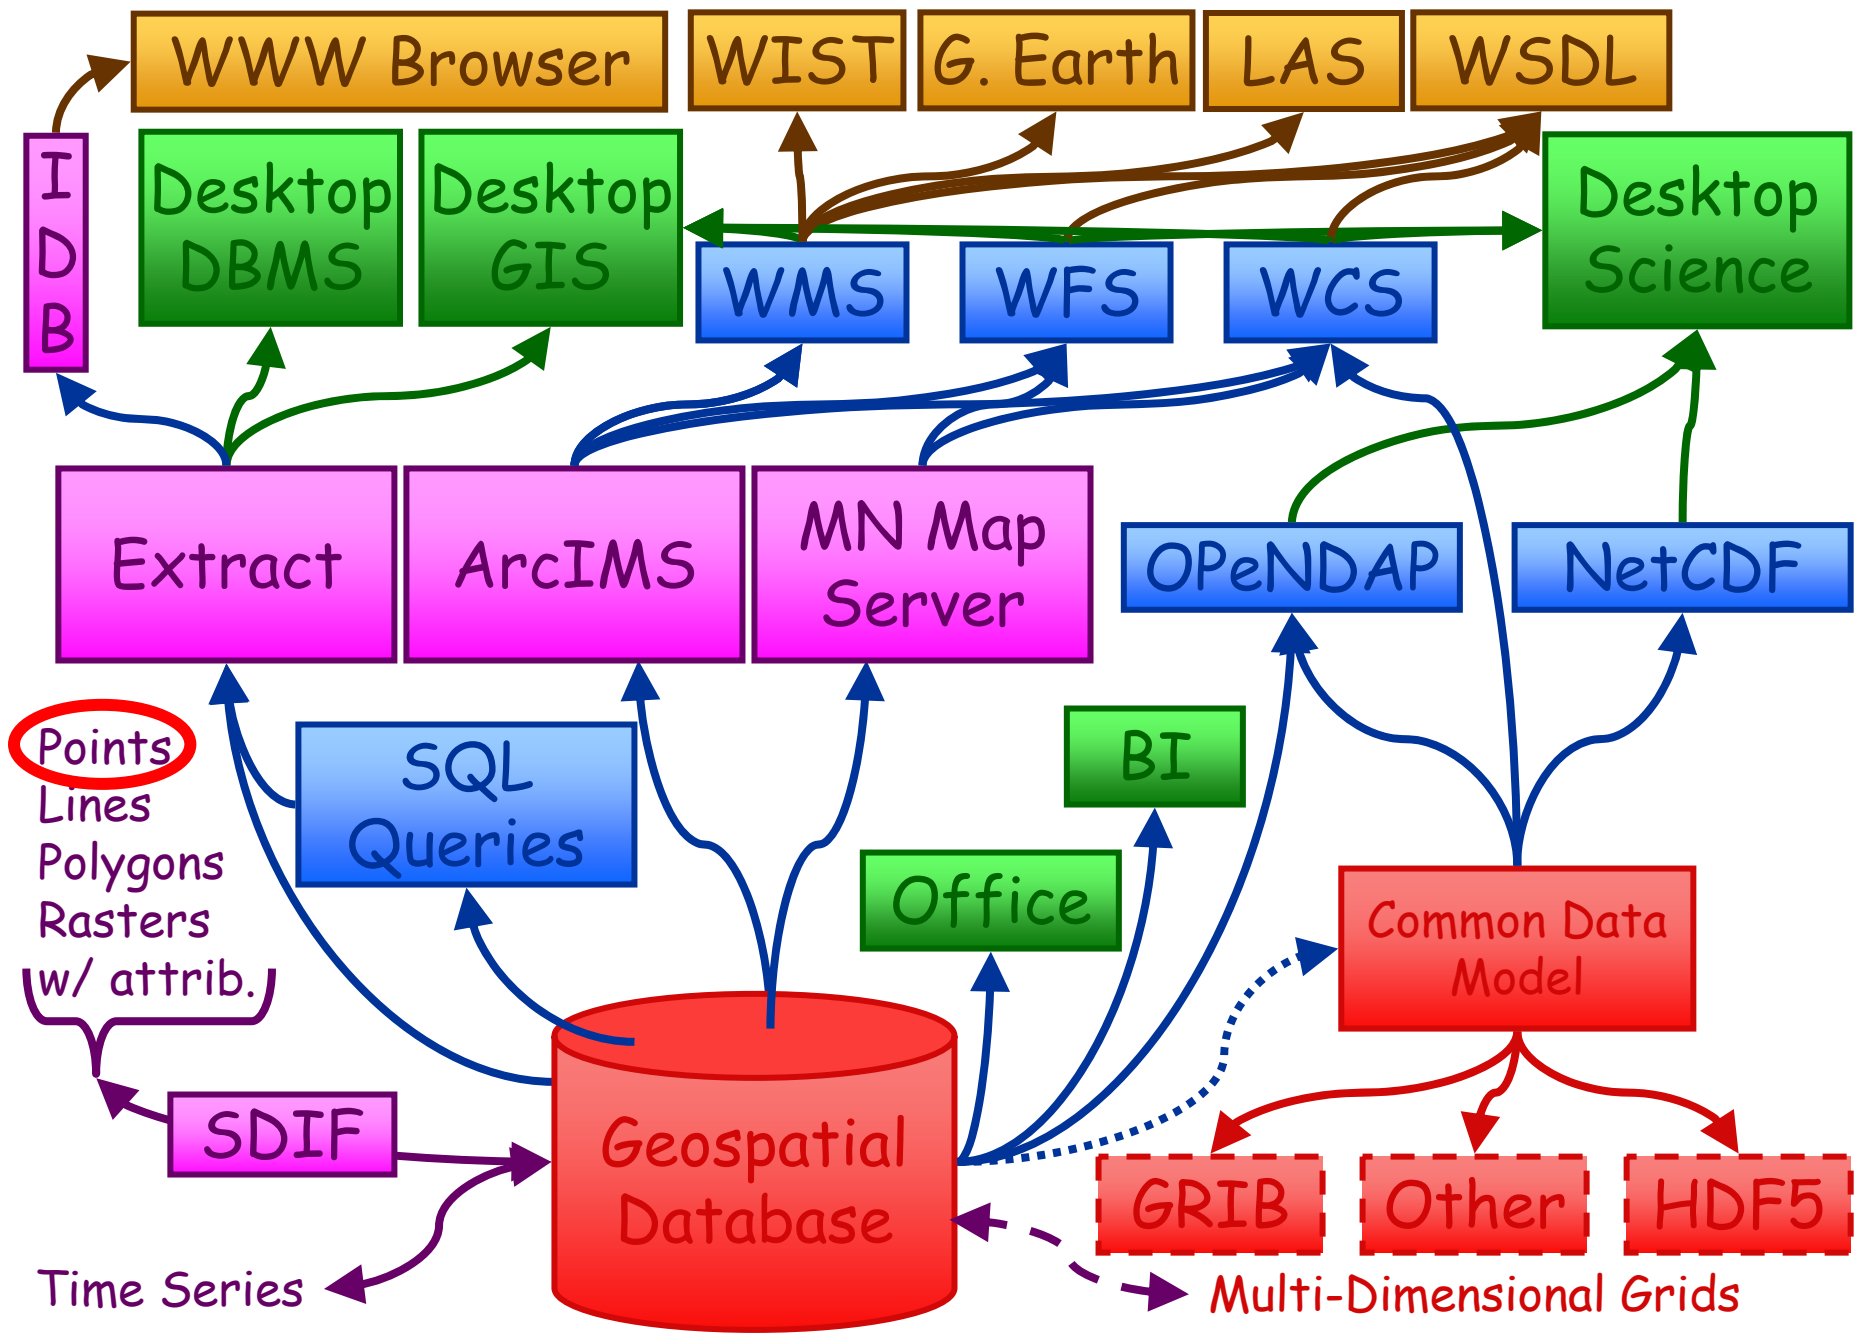 WWW Browser
WIST
G. Earth
LAS
WSDL
I
D
B
Desktop
DBMS
Desktop
GIS
WMS
WFS
WCS
Desktop
Science
Extract
ArcIMS
MN Map
Server
OPeNDAP
NetCDF
Points
Lines
Polygons
Rasters
w/ attrib.
SQL
Queries
BI
Office
Common Data
Model
SDIF
Geospatial
Database
GRIB
Other
HDF5
Time Series
Multi-Dimensional Grids